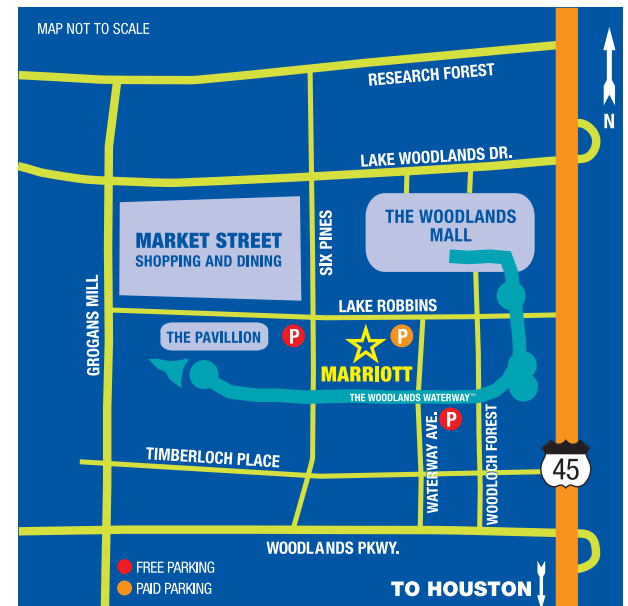 MAP NOT TO SCALE
RESEARCH FOREST
N
LAKE WOODLANDS DR.
THE WOODLANDS
MALL
MARKET STREET
SHOPPING AND DINING
SIX PINES
GROGANS MILL
LAKE ROBBINS
THE PAVILLION
P
P
MARRIOTT
THE WOODLANDS WATERWAY™
P
WATERWAY AVE.
WOODLOCH FOREST
TIMBERLOCH PLACE
45
WOODLANDS PKWY.
FREE PARKING
PAID PARKING
TO HOUSTON